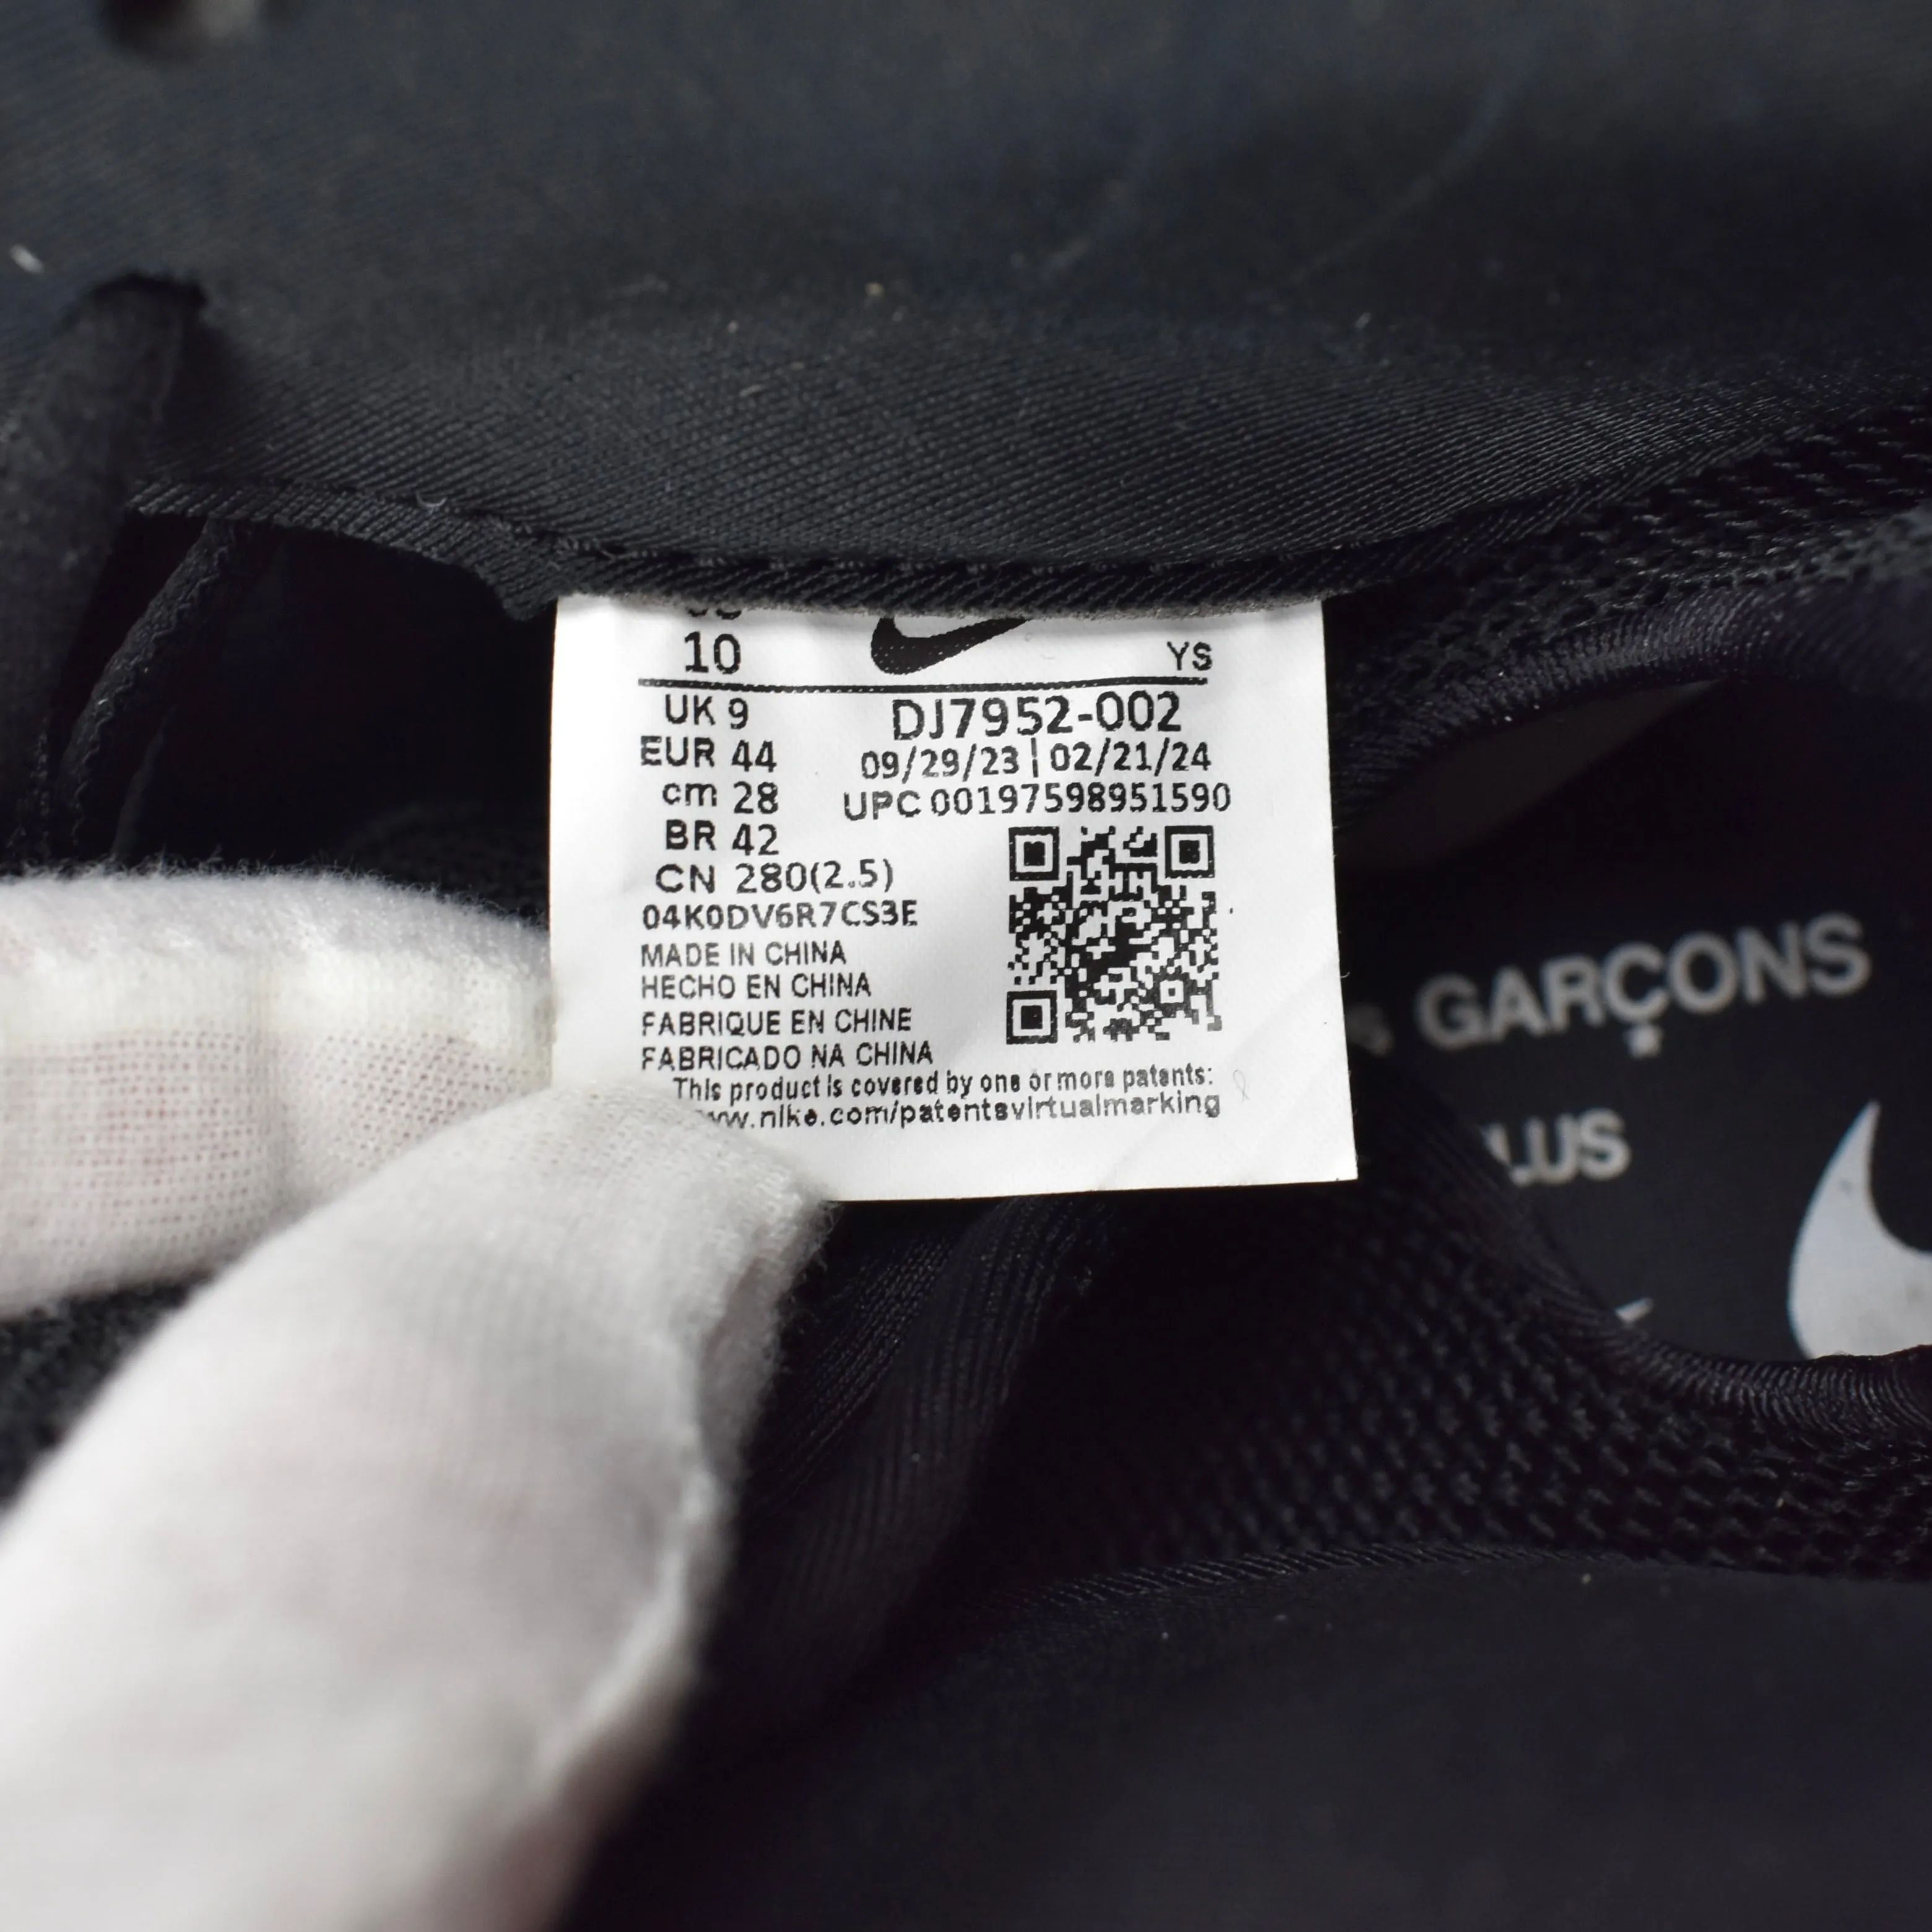 10 YS
UK 9 DJ7952-002
EUR 44 09/29/23|02/21/24
cm 28 UPC 00197598951590
BR 42
CN 280(2.5)
04K0DV6R7CS3E
MADE IN CHINA
HECHO EN CHINA
FABRIQUE EN CHINE
FABRICADO NA CHINA
This product is covered by one or more patents:
www.nike.com/patentsvirtualmarking
GARÇONS